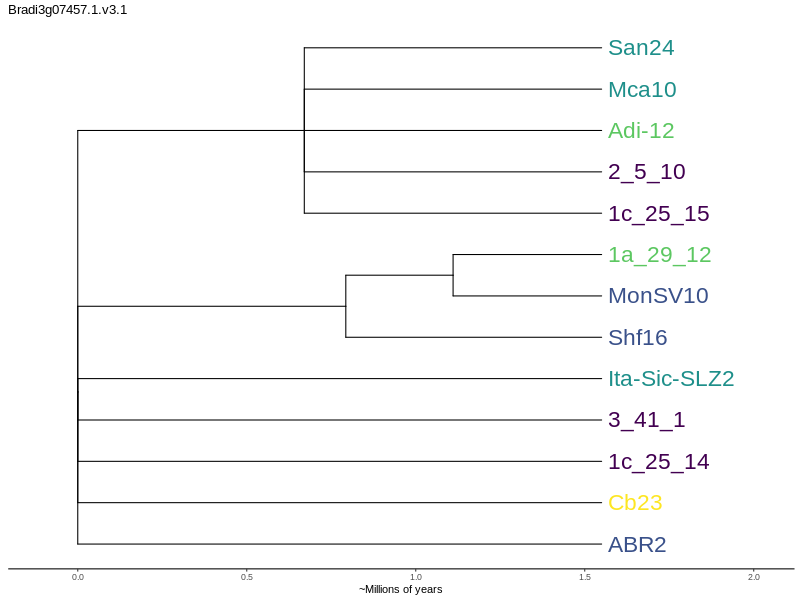 Bradi3g07457.1.v3.1
San24
Mca10
Adi-12
2_5_10
1c_25_15
1a_29_12
MonSV10
Shf16
Ita-Sic-SLZ2
3_41_1
1c_25_14
Cb23
ABR2
0.0 0.5 1.0 1.5 2.0
~Millions of years